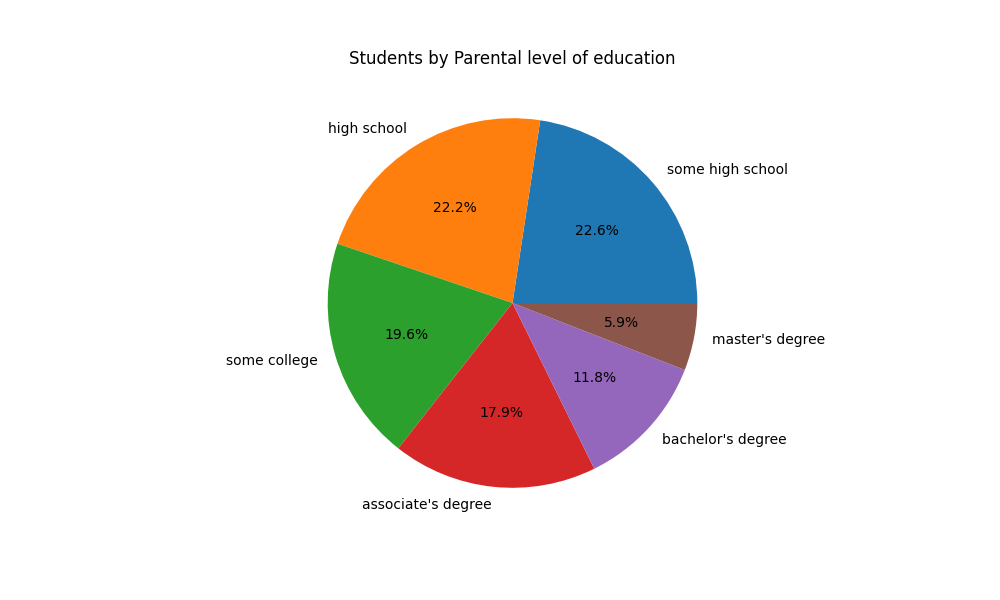 Students by Parental level of education
high school
some high school
22.2%
22.6%
19.6%
5.9%
master's degree
some college
11.8%
17.9%
bachelor's degree
associate's degree